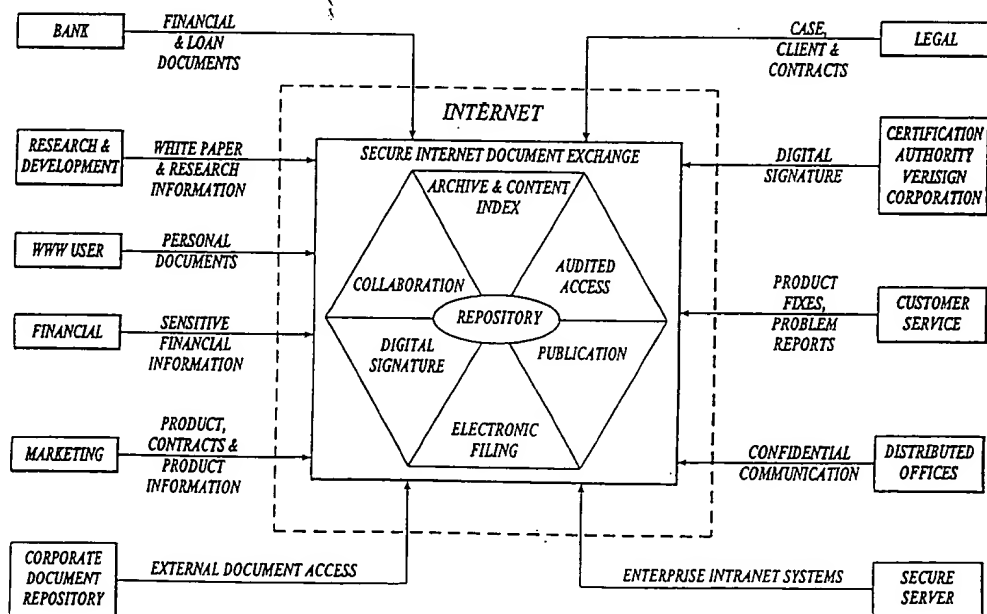 BANK
FINANCIAL
& LOAN
DOCUMENTS
CASE,
CLIENT &
CONTRACTS
LEGAL
INTERNET
RESEARCH &
DEVELOPMENT
WHITE PAPER
& RESEARCH
INFORMATION
SECURE INTERNET DOCUMENT EXCHANGE
DIGITAL
SIGNATURE
CERTIFICATION
AUTHORITY
VERISIGN
CORPORATION
ARCHIVE & CONTENT
INDEX
WWW USER
PERSONAL
DOCUMENTS
COLLABORATION
AUDITED
ACCESS
REPOSITORY
PRODUCT
FIXES,
PROBLEM
REPORTS
CUSTOMER
SERVICE
FINANCIAL
SENSITIVE
FINANCIAL
INFORMATION
DIGITAL
SIGNATURE
PUBLICATION
ELECTRONIC
FILING
MARKETING
PRODUCT,
CONTRACTS &
PRODUCT
INFORMATION
CONFIDENTIAL
COMMUNICATION
DISTRIBUTED
OFFICES
CORPORATE
DOCUMENT
REPOSITORY
EXTERNAL DOCUMENT ACCESS
ENTERPRISE INTRANET SYSTEMS
SECURE
SERVER